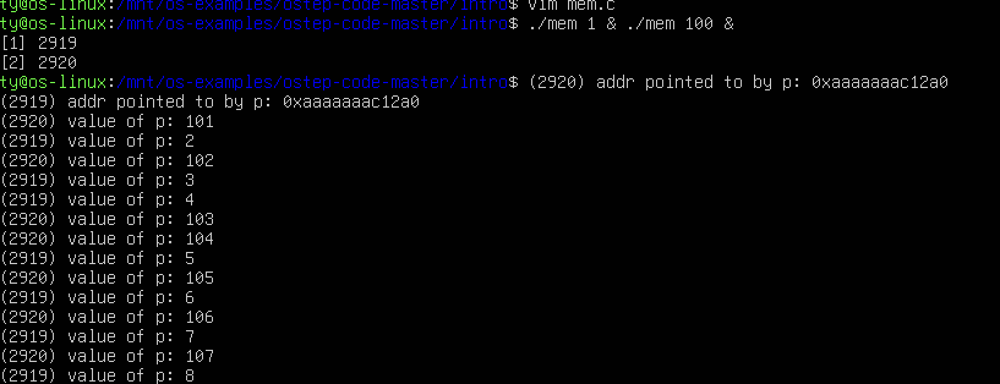 ty@os-linux:/mnt/os-examples/ostep-code-master/intro$ vim mem.c
ty@os-linux:/mnt/os-examples/ostep-code-master/intro$ ./mem 1 & ./mem 100 &
[1] 2919
[2] 2920
ty@os-linux:/mnt/os-examples/ostep-code-master/intro$ (2920) addr pointed to by p: 0xaaaaaaac12a0
(2919) addr pointed to by p: 0xaaaaaaac12a0
(2920) value of p: 101
(2919) value of p: 2
(2920) value of p: 102
(2919) value of p: 3
(2919) value of p: 4
(2920) value of p: 103
(2920) value of p: 104
(2919) value of p: 5
(2920) value of p: 105
(2919) value of p: 6
(2920) value of p: 106
(2919) value of p: 7
(2920) value of p: 107
(2919) value of p: 8